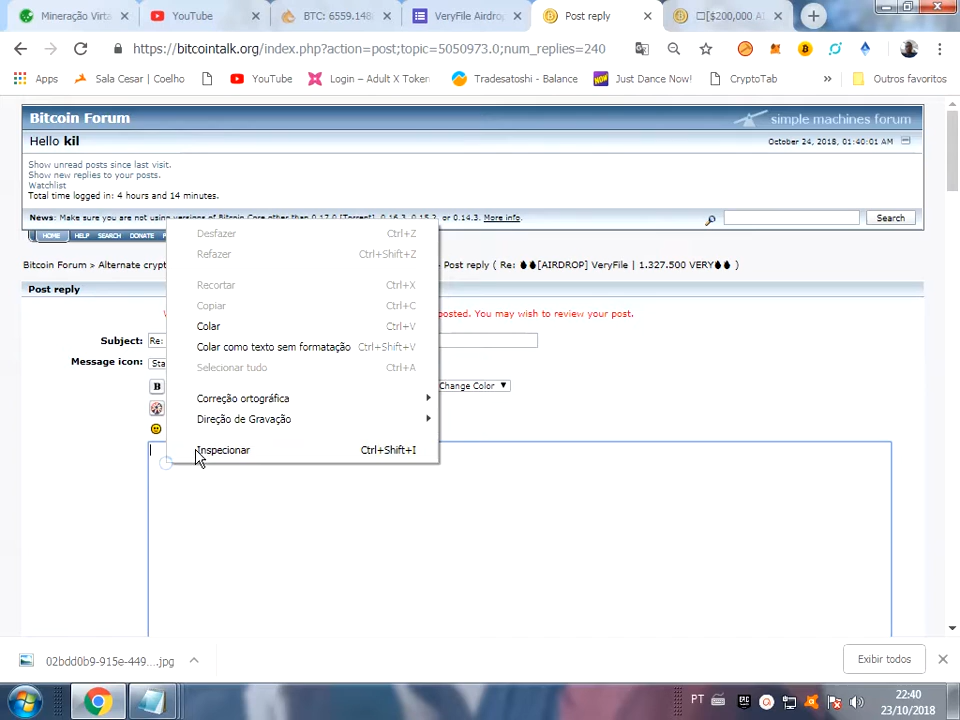 Mineração Virtu
YouTube
BTC: 6559.148
VeryFile Airdrop
Post reply
[$200,000 AI
https://bitcointalk.org/index.php?action=post;topic=5050973.0;num_replies=240
Apps
Sala Cesar | Coelho
YouTube
Login – Adult X Token
Tradesatoshi - Balance
Just Dance Now!
CryptoTab
»
Outros favoritos
Bitcoin Forum
simple machines forum
Hello kil
October 24, 2018, 01:40:01 AM
Show unread posts since last visit.
Show new replies to your posts.
Watchlist
Total time logged in: 4 hours and 14 minutes.
News: Make sure you are not using versions of Bitcoin Core other than 0.17.0 [Torrent], 0.16.3, 0.15.2, or 0.14.3. More info.
Search
HOME HELP SEARCH DONATE
Bitcoin Forum > Alternate crypt
Post reply ( Re: [AIRDROP] VeryFile | 1.327.500 VERY )
Post reply
posted. You may wish to review your post.
Subject: Re:
Message icon: Sta
B
Change Color
Desfazer Ctrl+Z
Refazer Ctrl+Shift+Z
Recortar Ctrl+X
Copiar Ctrl+C
Colar Ctrl+V
Colar como texto sem formatação Ctrl+Shift+V
Selecionar tudo Ctrl+A
Correção ortográfica
Direção de Gravação
Inspecionar Ctrl+Shift+I
02bdd0b9-915e-449....jpg
Exibir todos
PT
22:40
23/10/2018